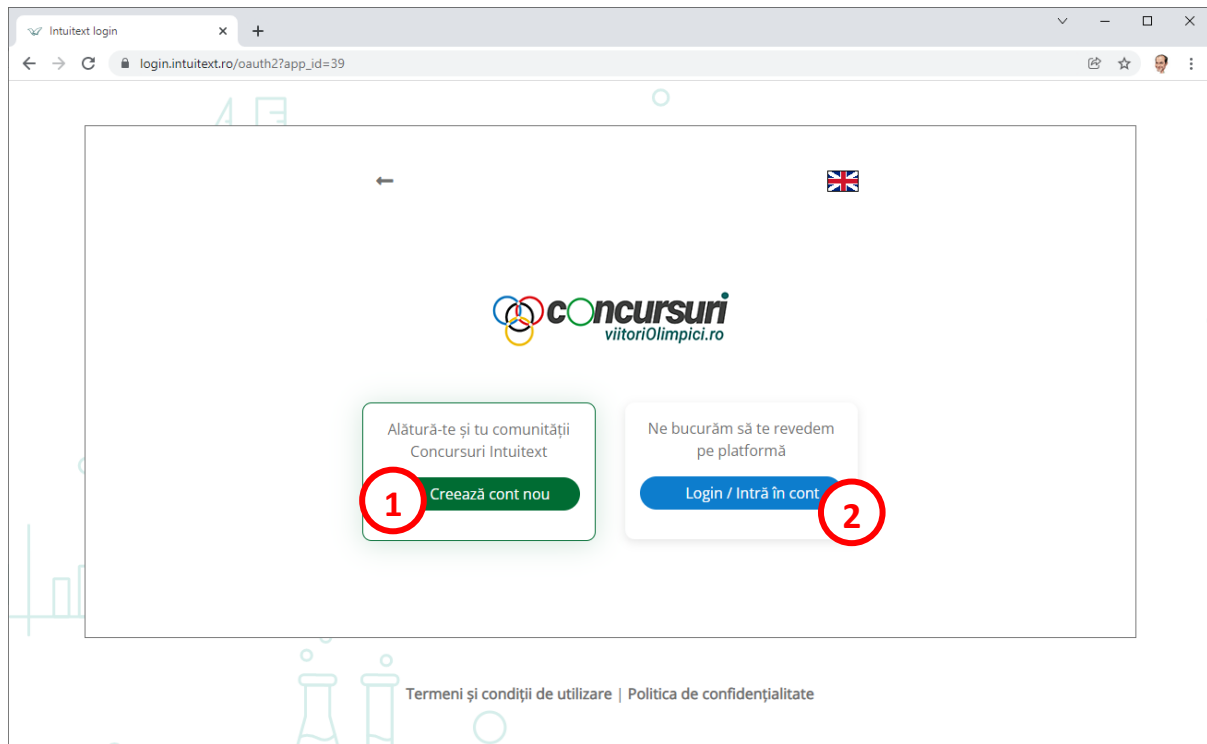 Intuitext login
login.intuitext.ro/oauth2?app_id=39
concursuri
viitoriOlimpici.ro
Alătură-te și tu comunității
Concursuri Intuitext
Creează cont nou
1
Ne bucurăm să te revedem
pe platformă
Login / Intră în cont
2
Termeni și condiții de utilizare | Politica de confidențialitate